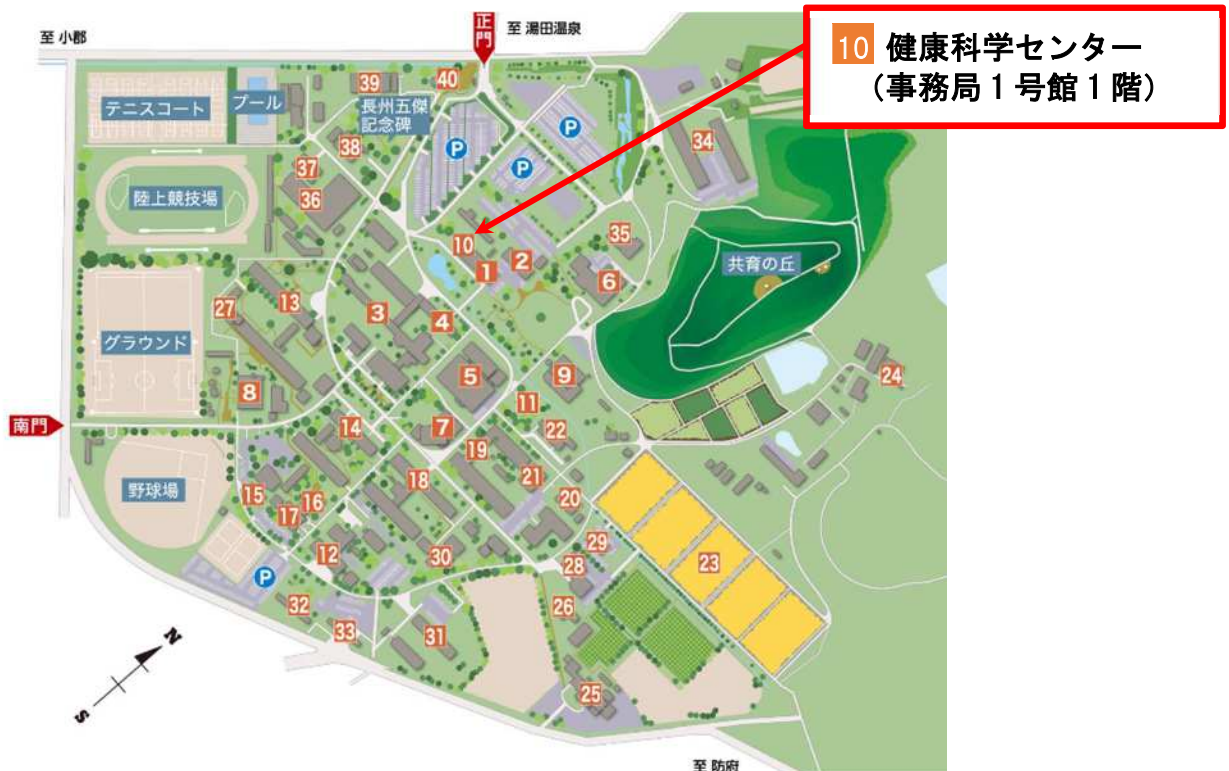 至 小郡
正門
至 湯田温泉
10 健康科学センター
（事務局１号館１階）
テニスコート
プール
39
40
長州五傑
記念碑
P
P
P
34
38
37
36
陸上競技場
10
1
2
35
6
共育の丘
27
13
3
4
グラウンド
5
9
24
8
11
南門
14
7
22
19
野球場
15
16
17
18
21
20
12
30
29
28
23
P
32
33
31
26
25
N
S
至 防府